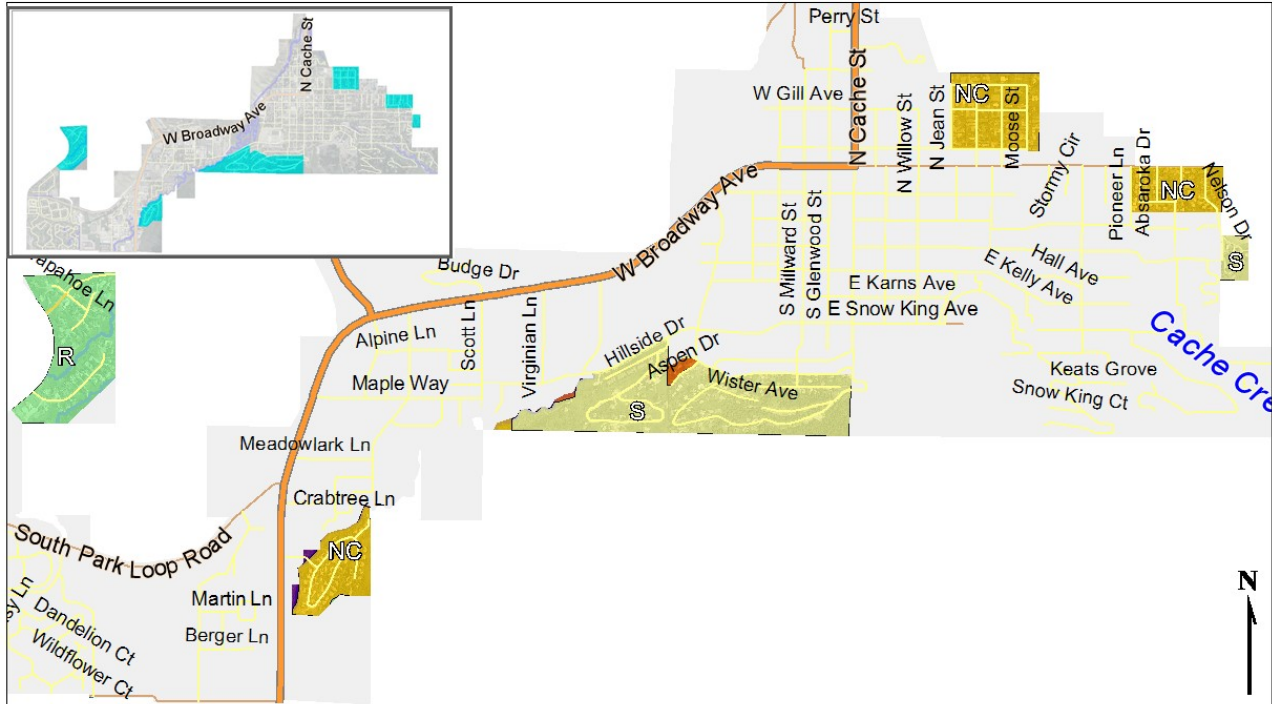 N Cache St
W Broadway Ave
Perry St
W Gill Ave
N Cache St
N Willow St
N Jean St
NC
Moose St
Stormy Cir
Pioneer Ln
Absaroka Dr
NC
Nelson Dr
S
W Broadway Ave
S Millward St
S Glenwood St
Hall Ave
E Kelly Ave
E Karns Ave
E Snow King Ave
Cache Cre
Keats Grove
Snow King Ct
Budge Dr
Alpine Ln
Scott Ln
Virginian Ln
Hillside Dr
Aspen Dr
Wister Ave
S
Maple Way
rapahoe Ln
R
Meadowlark Ln
Crabtree Ln
NC
South Park Loop Road
Martin Ln
Berger Ln
Dandelion Ct
Wildflower Ct
Ln
N